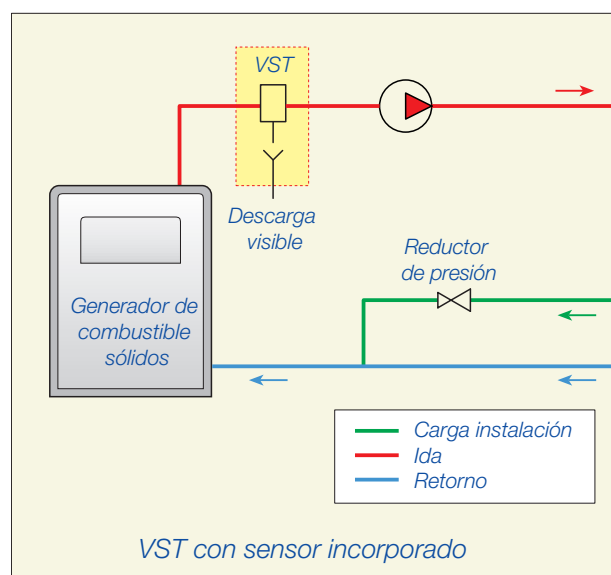 VST
Descarga
visible
Reductor
de presión
Generador de
combustible
sólidos
Carga instalación
Ida
Retorno
VST con sensor incorporado